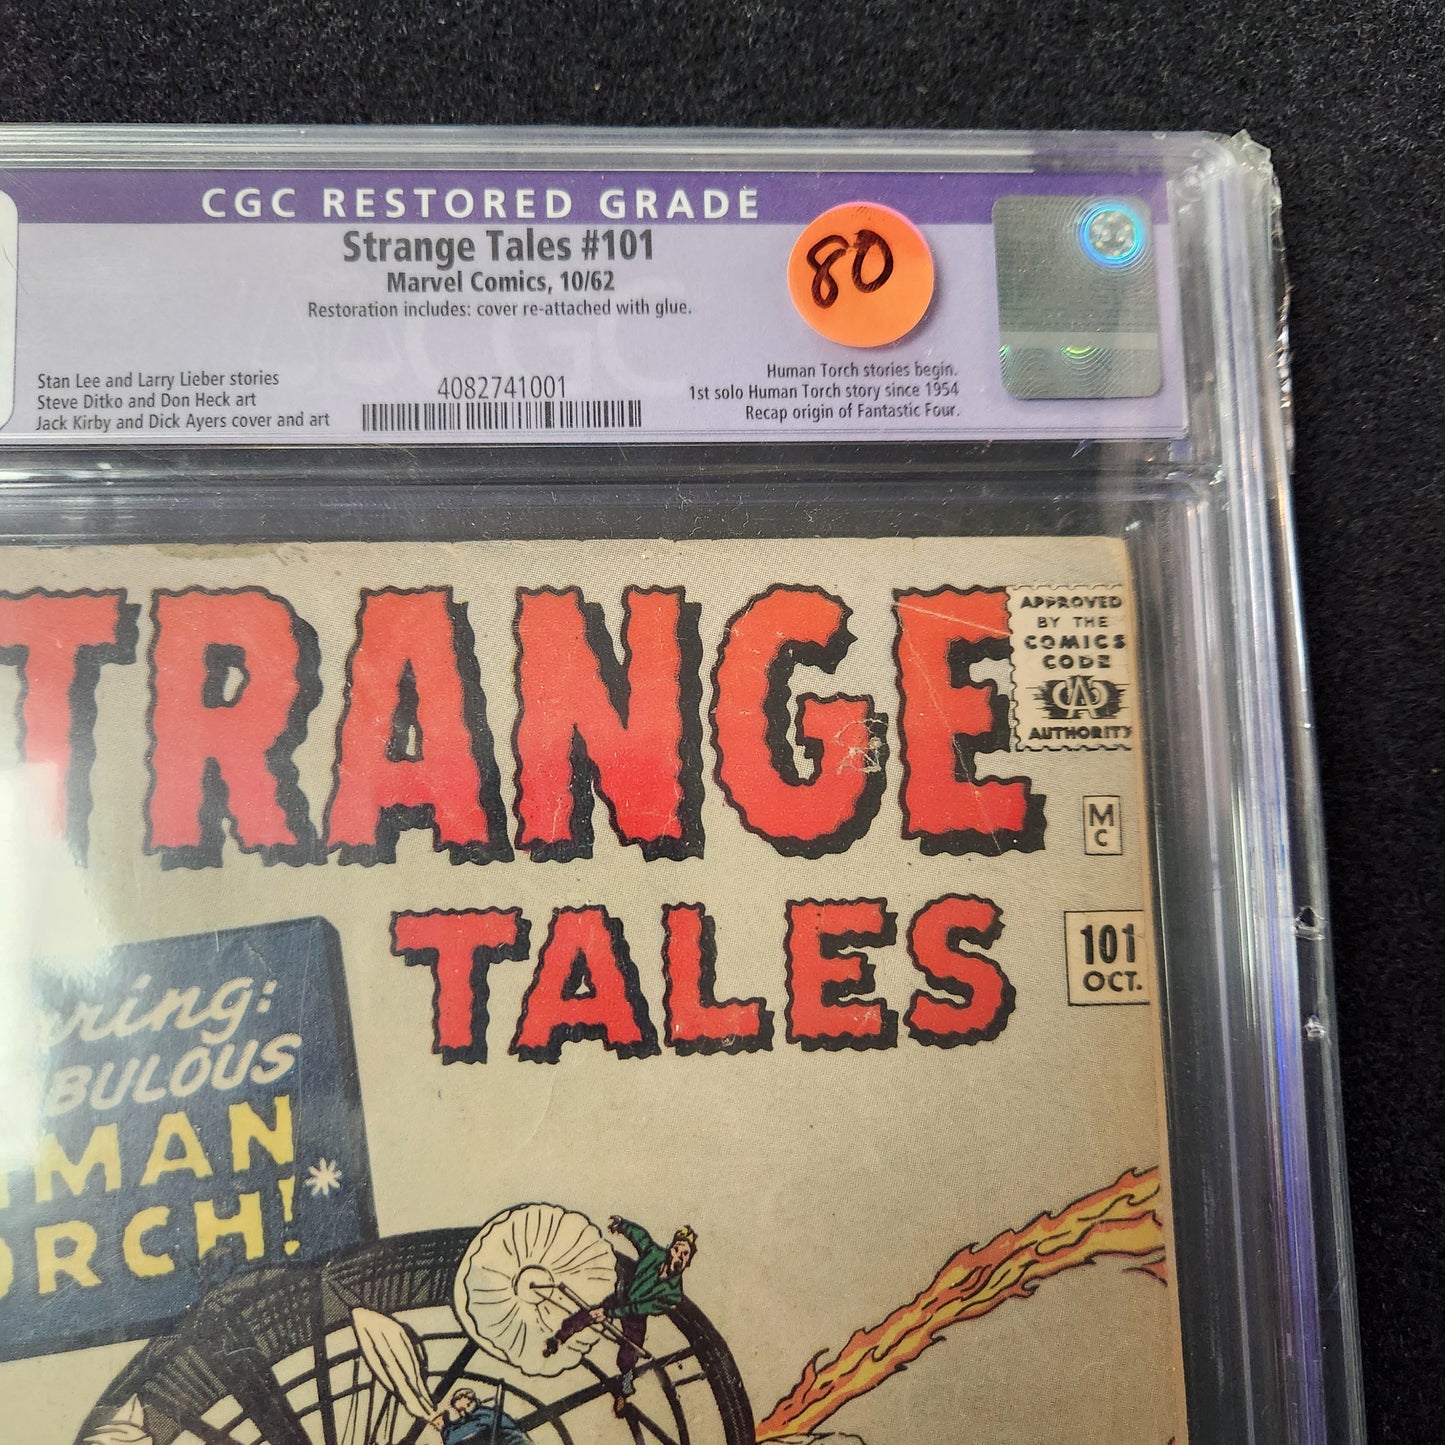 CGC RESTORED GRADE
Strange Tales #101
Marvel Comics, 10/62
Restoration includes: cover re-attached with glue.
80
Stan Lee and Larry Lieber stories
Steve Ditko and Don Heck art
Jack Kirby and Dick Ayers cover and art
4082741001
Human Torch stories begin.
1st solo Human Torch story since 1954
Recap origin of Fantastic Four.
CGC
TRANGE
TALES
APPROVED
BY THE
COMICS
CODE
CA
AUTHORITY
M
C
101
OCT.
ring:
BULOUS
MAN
ORCH!*